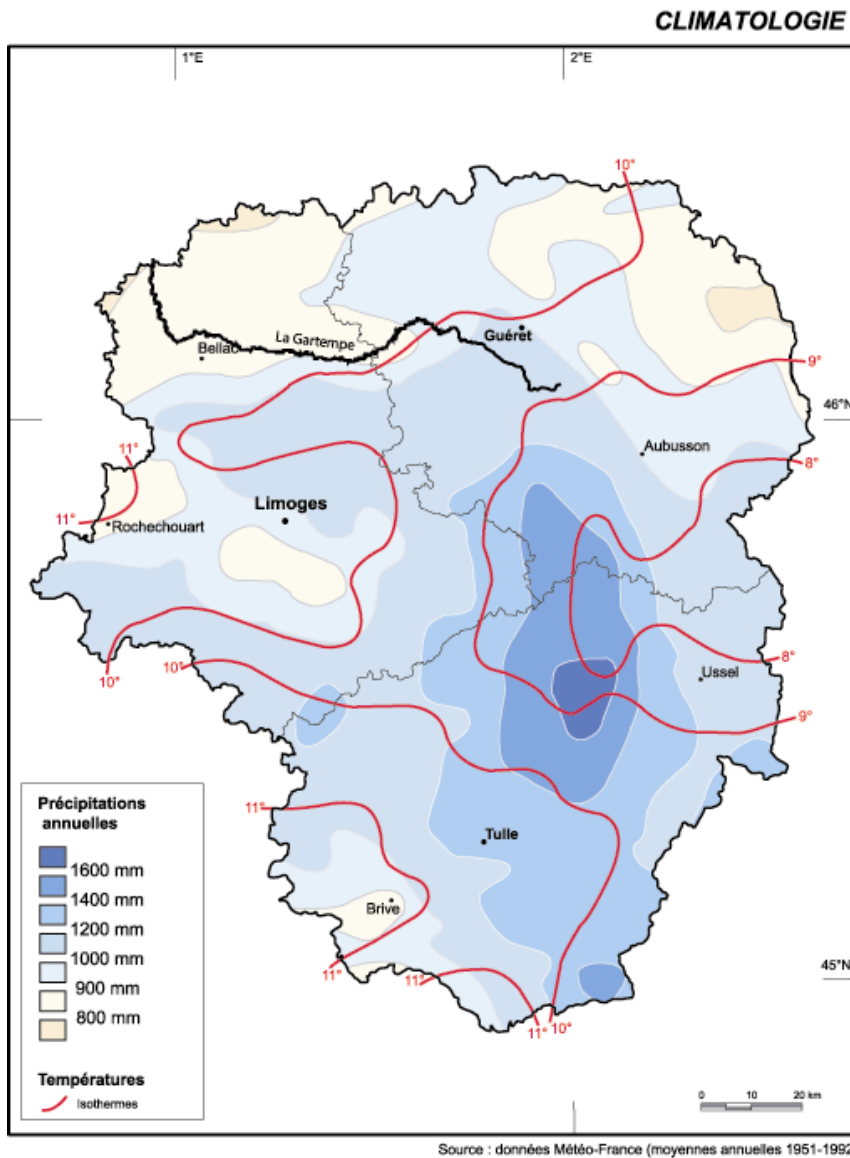 CLIMATOLOGIE
1°E
2°E
10°
La Gartempe
Guéret
Bellac
9°
46°N
11°
Aubusson
8°
Limoges
11°
Rochechouart
8°
10°
10°
Ussel
9°
Précipitations
annuelles
1600 mm
1400 mm
1200 mm
1000 mm
900 mm
800 mm
Températures
Isothermes
11°
Tulle
Brive
11°
11°
45°N
11°
10°
0 10 20 km
Source : données Météo-France (moyennes annuelles 1951-1992